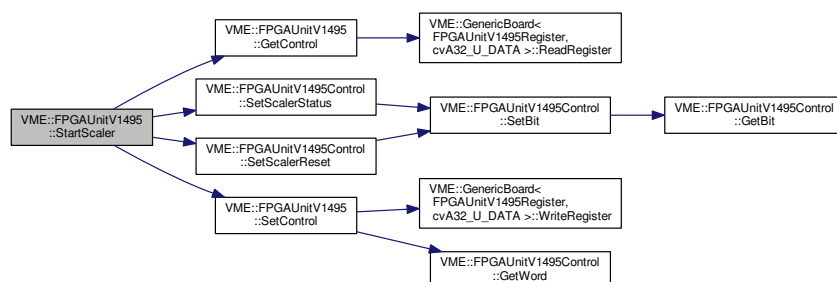 VME::FPGAUnitV1495
::StartScaler
VME::FPGAUnitV1495
::GetControl
VME::FPGAUnitV1495Control
::SetScalerStatus
VME::FPGAUnitV1495Control
::SetScalerReset
VME::FPGAUnitV1495
::SetControl
VME::GenericBoard<
FPGAUnitV1495Register,
cvA32_U_DATA >::ReadRegister
VME::FPGAUnitV1495Control
::SetBit
VME::GenericBoard<
FPGAUnitV1495Register,
cvA32_U_DATA >::WriteRegister
VME::FPGAUnitV1495Control
::GetWord
VME::FPGAUnitV1495Control
::GetBit